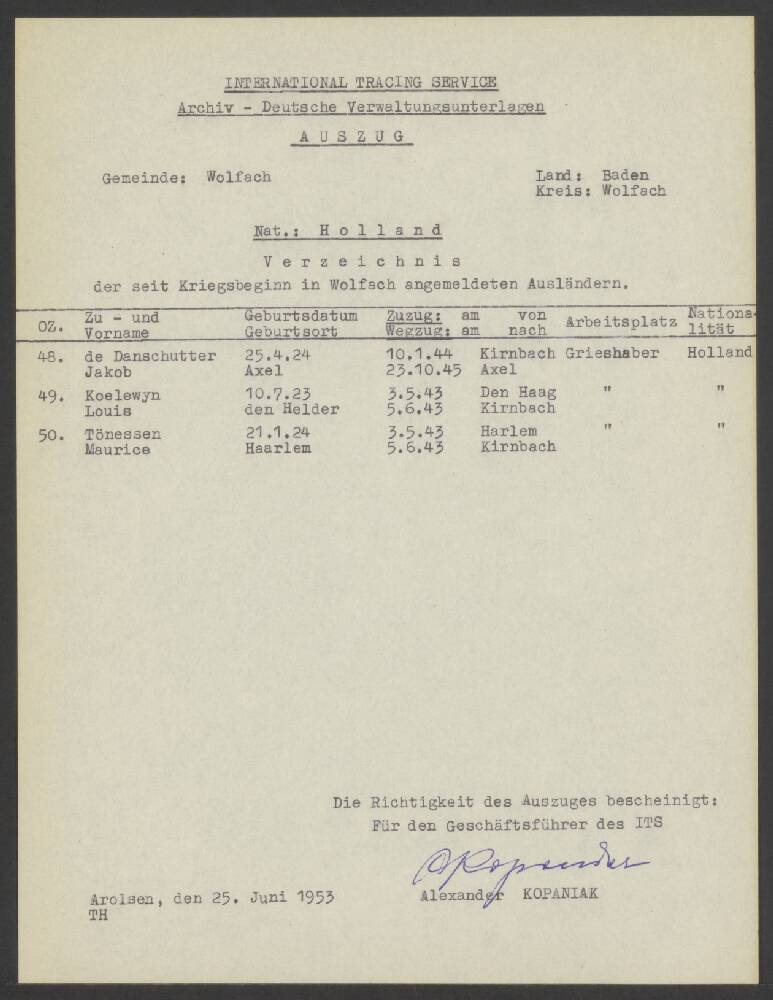 INTERNATIONAL TRACING SERVICE
Archiv - Deutsche Verwaltungsunterlagen
A U S Z U G
Gemeinde: Wolfach Land: Baden
Kreis: Wolfach
Nat.: H o l l a n d
V e r z e i c h n i s
der seit Kriegsbeginn in Wolfach angemeldeten Ausländern.
OZ. Zu - und Vorname Geburtsdatum Geburtsort Zuzug: am von Wegzug: am nach Arbeitsplatz Nationa- lität
48. de Danschutter 25.4.24 10.1.44 Kirnbach Grieshaber Holland
Jakob Axel 23.10.45 Axel
49. Koelewyn 10.7.23 3.5.43 Den Haag " "
Louis den Helder 5.6.43 Kirnbach
50. Tönessen 21.1.24 3.5.43 Harlem " "
Maurice Haarlem 5.6.43 Kirnbach
Die Richtigkeit des Auszuges bescheinigt:
Für den Geschäftsführer des ITS
Arolsen, den 25. Juni 1953 Alexander KOPANIAK
TH